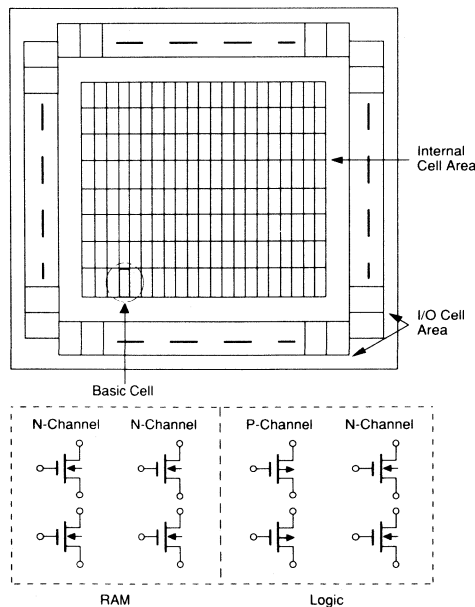 Internal
Cell Area
I/O Cell
Area
Basic Cell
N-Channel N-Channel P-Channel N-Channel
RAM Logic